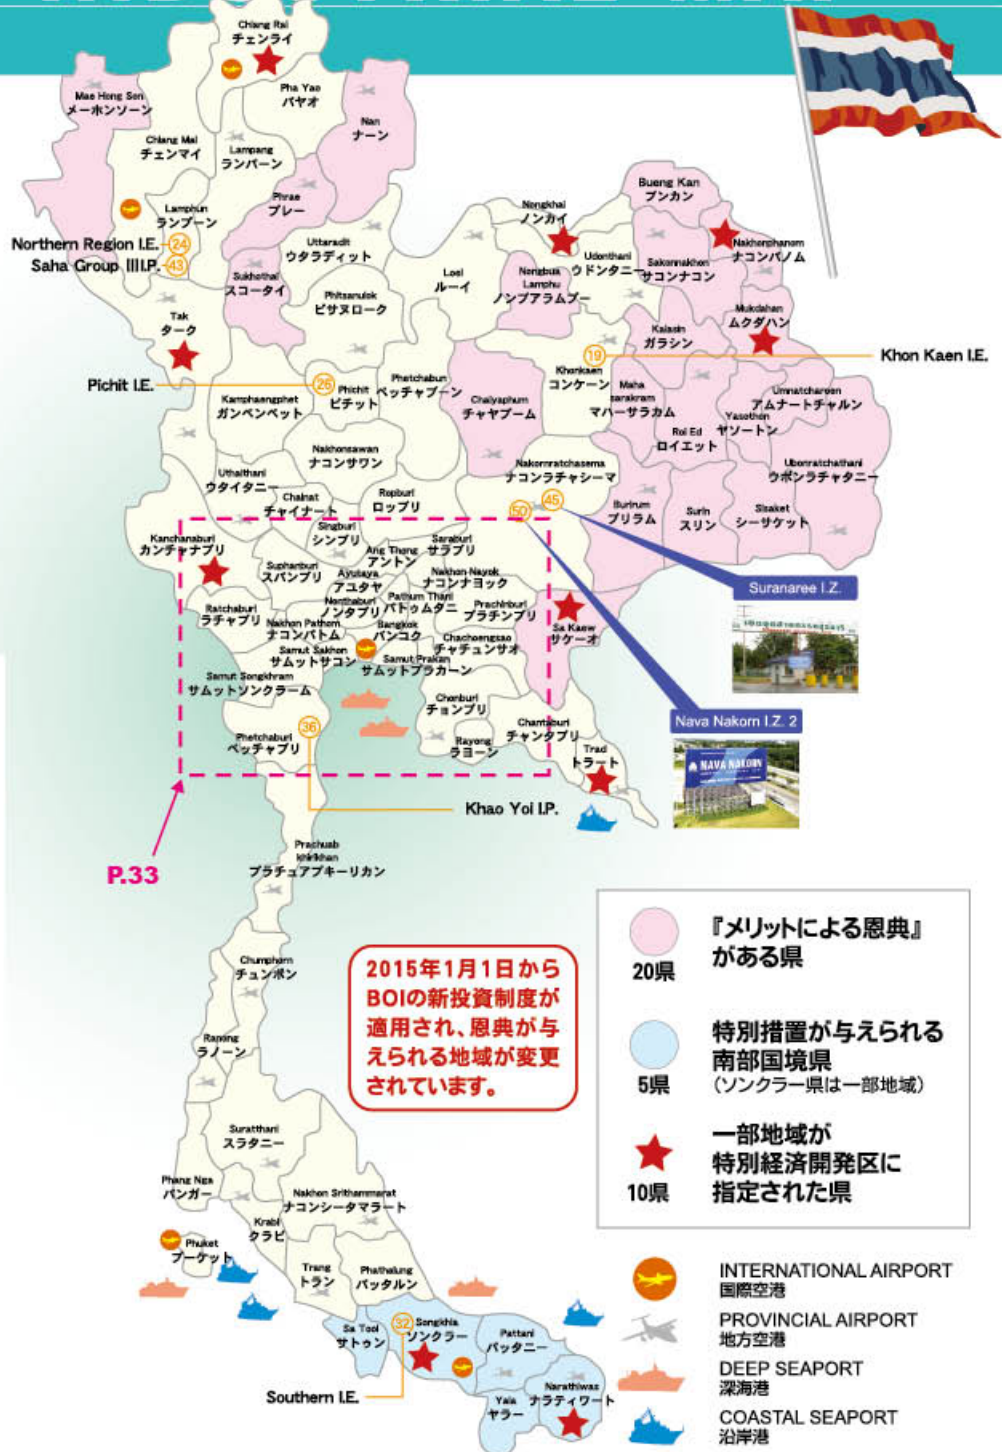 Chiang Rai
チェンライ
Mae Hong Son
メーホンソーン
Pha Yao
パヤオ
Nan
ナーン
Chiang Mai
チェンマイ
Lampang
ランパーン
Lamphun
ランプーン
Phrae
プレー
Northern Region I.E.
24
Saha Group III I.P.
43
Uttaradit
ウタラディット
Sukhothai
スコータイ
Phitsanulok
ピサヌローク
Tak
ターク
Loei
ルーイ
Nongkhai
ノンカイ
Bueng Kan
ブンカン
Udonthani
ウドンタニー
Nongbua
Lamphu
ノンブアラムプー
Sakonnakhon
サコンナコン
Nakhonphanom
ナコンパノム
Mukdahan
ムクダハン
Kalasin
ガラシン
19
Khon Kaen I.E.
Khonkaen
コンケーン
Pichit I.E.
26
Phichit
ピチット
Phetchabun
ペッチャブーン
Kamphaengphet
ガンペンペット
Chaiyaphum
チャヤプーム
Maha
sarakram
マハーサラカム
Roi Ed
ロイエット
Umnatchareon
アムナートチャルン
Yasothon
ヤソートン
Ubonratchathani
ウボンラチャタニー
Nakhonsawan
ナコンサワン
Nakornratchasema
ナコンラチャシーマ
Uthaithani
ウタイタニー
Chainat
チャイナート
Ropburi
ロップリ
45
50
Burirum
ブリラム
Surin
スリン
Sisaket
シーサケット
Kanchanaburi
カンチャナブリ
Singburi
シンブリ
Ang Thong
アントン
Saraburi
サラブリ
Suphanburi
スパンブリ
Ayutaya
アユタヤ
Nakhon Nayok
ナコンナヨック
Suranaree I.Z.
Ratchaburi
ラチャブリ
Nonthaburi
ノンタブリ
Pathum Thani
パトゥムタニ
Prachinburi
プラチンブリ
Sa Kaew
サケーオ
Nakhon Pathom
ナコンパトム
Bangkok
バンコク
Chachoengsao
チャチュンサオ
Samut Sakhon
サムットサコン
Samut Prakan
サムットプラカーン
Samut Songkhram
サムットソンクラーム
Chonburi
チョンブリ
Rayong
ラヨーン
Chantaburi
チャンタブリ
Trad
トラート
Nava Nakorn I.Z. 2
NAVA NAKORN
Phetchaburi
ペッチャブリ
36
Khao Yoi I.P.
P.33
Prachuab
khirikhan
プラチュアブキーリカン
Chumphorn
チュンポン
Ranong
ラノーン
2015年1月1日から
BOIの新投資制度が
適用され、恩典が与
えられる地域が変更
されています。
20県
『メリットによる恩典』
がある県
5県
特別措置が与えられる
南部国境県
（ソンクラー県は一部地域）
10県
一部地域が
特別経済開発区に
指定された県
Suratthani
スラタニー
Phang Nga
パンガー
Nakhon Srithammarat
ナコンシータマラート
Krabi
クラビ
Phuket
プーケット
Trang
トラン
Phathalung
パッタルン
Sa Tool
サトゥン
32
Songkhla
ソンクラー
Pattani
パッタニー
Southern I.E.
Yala
ヤラー
Narathiwas
ナラティワート
INTERNATIONAL AIRPORT
国際空港
PROVINCIAL AIRPORT
地方空港
DEEP SEAPORT
深海港
COASTAL SEAPORT
沿岸港